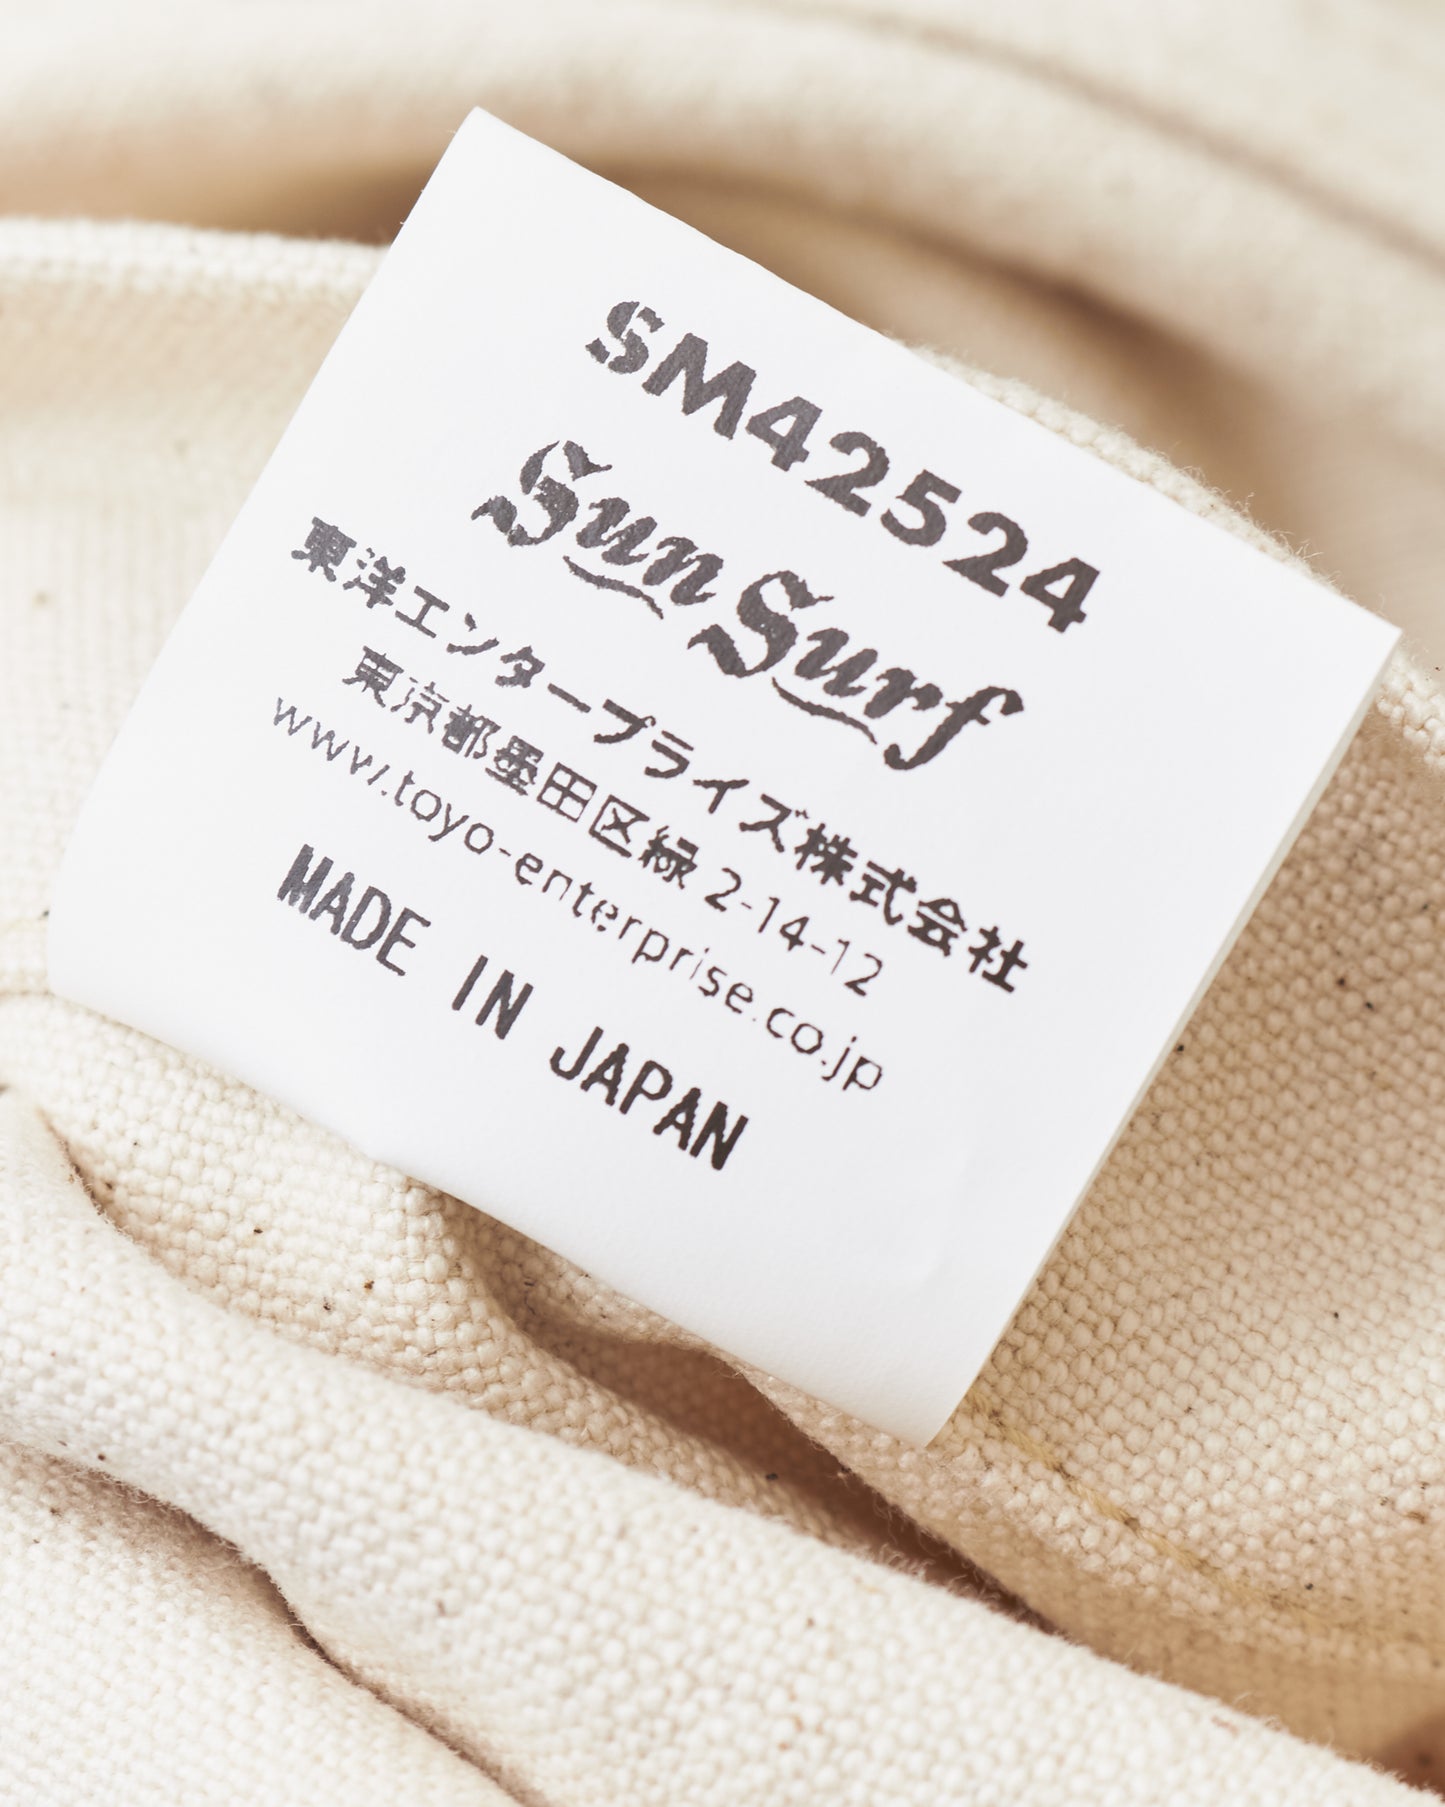 SM42524
Sun Surf
東洋エンタープライズ株式会社
東京都墨田区緑 2-14-12
www.toyo-enterprise.co.jp
MADE IN JAPAN